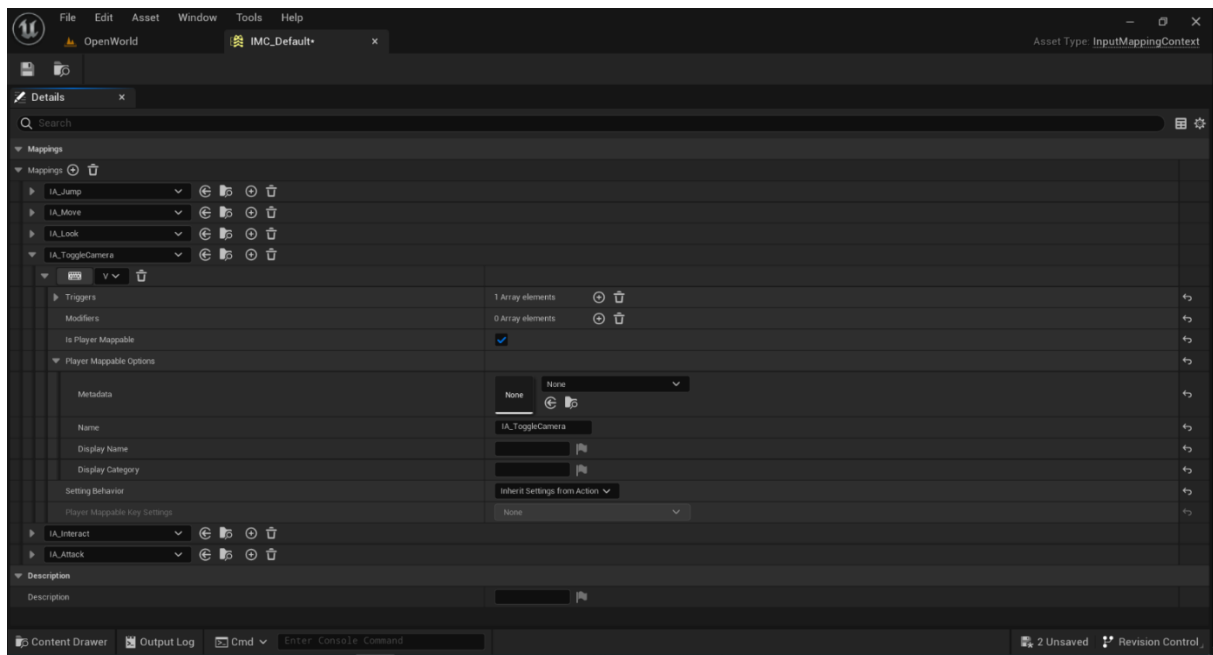 File Edit Asset Window Tools Help
OpenWorld
IMC_Default•
Asset Type: InputMappingContext
Details
Search
Mappings
Mappings
IA_Jump
IA_Move
IA_Look
IA_ToggleCamera
V
Triggers 1 Array elements
Modifiers 0 Array elements
Is Player Mappable
Player Mappable Options
Metadata None None
Name IA_ToggleCamera
Display Name
Display Category
Setting Behavior Inherit Settings from Action
Player Mappable Key Settings None
IA_Interact
IA_Attack
Description
Description
Content Drawer Output Log Cmd Enter Console Command 2 Unsaved Revision Control